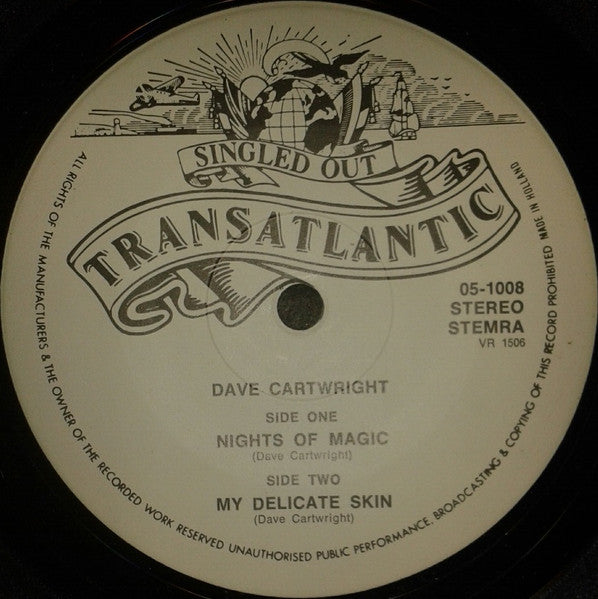 SINGLED OUT
TRANSATLANTIC
05-1008
STEREO
STEMRA
VR 1506
DAVE CARTWRIGHT
SIDE ONE
NIGHTS OF MAGIC
(Dave Cartwright)
SIDE TWO
MY DELICATE SKIN
(Dave Cartwright)
ALL RIGHTS OF THE MANUFACTURERS & THE OWNER OF THE RECORDED WORK RESERVED UNAUTHORISED PUBLIC PERFORMANCE, BROADCASTING & COPYING OF THIS RECORD PROHIBITED MADE IN HOLLAND